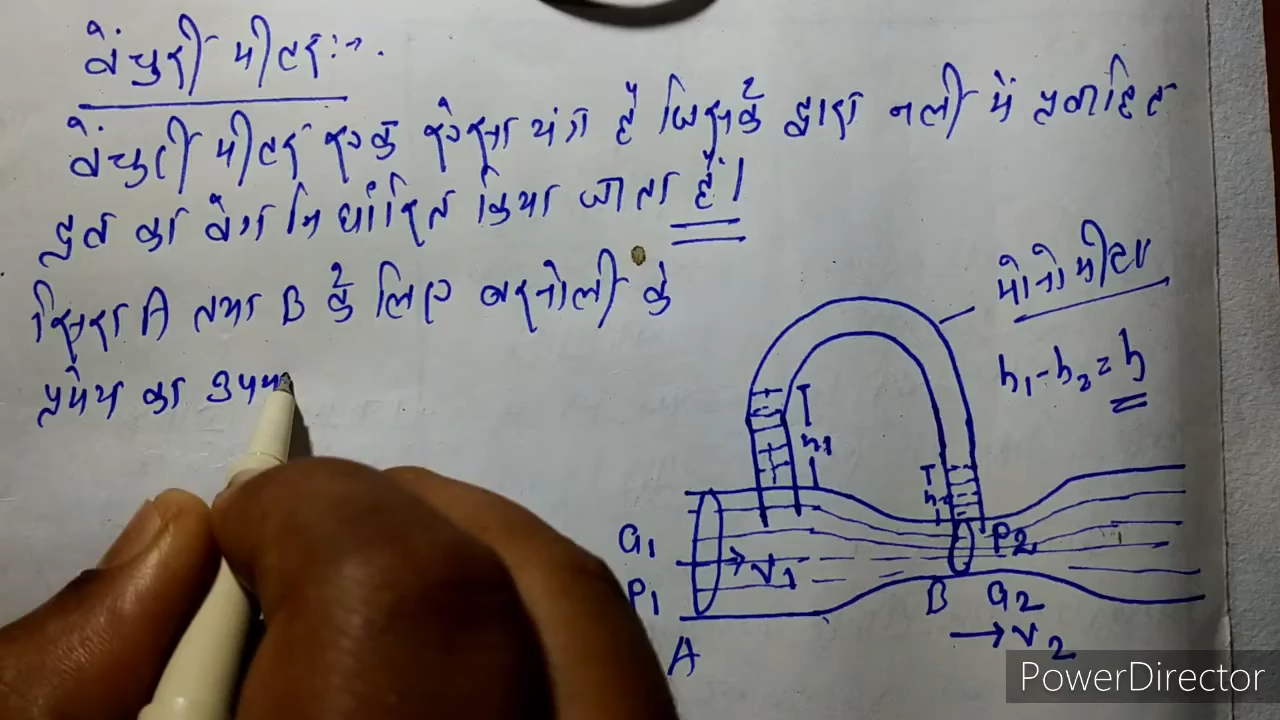 वेंचुरी मीटर:→.
वेंचुरी मीटर एक ऐसा यंत्र है जिसके द्वारा नली में प्रवाहित
द्रव का वेग निर्धारित किया जाता है।
सिरा A तथा B के लिए बरनोली के
प्रमेय का उपय
मोनोमीटर
h₁-h₂=h
h₁
h
a₁
P₁
V₁
A
P₂
B
a₂
→V₂
PowerDirector